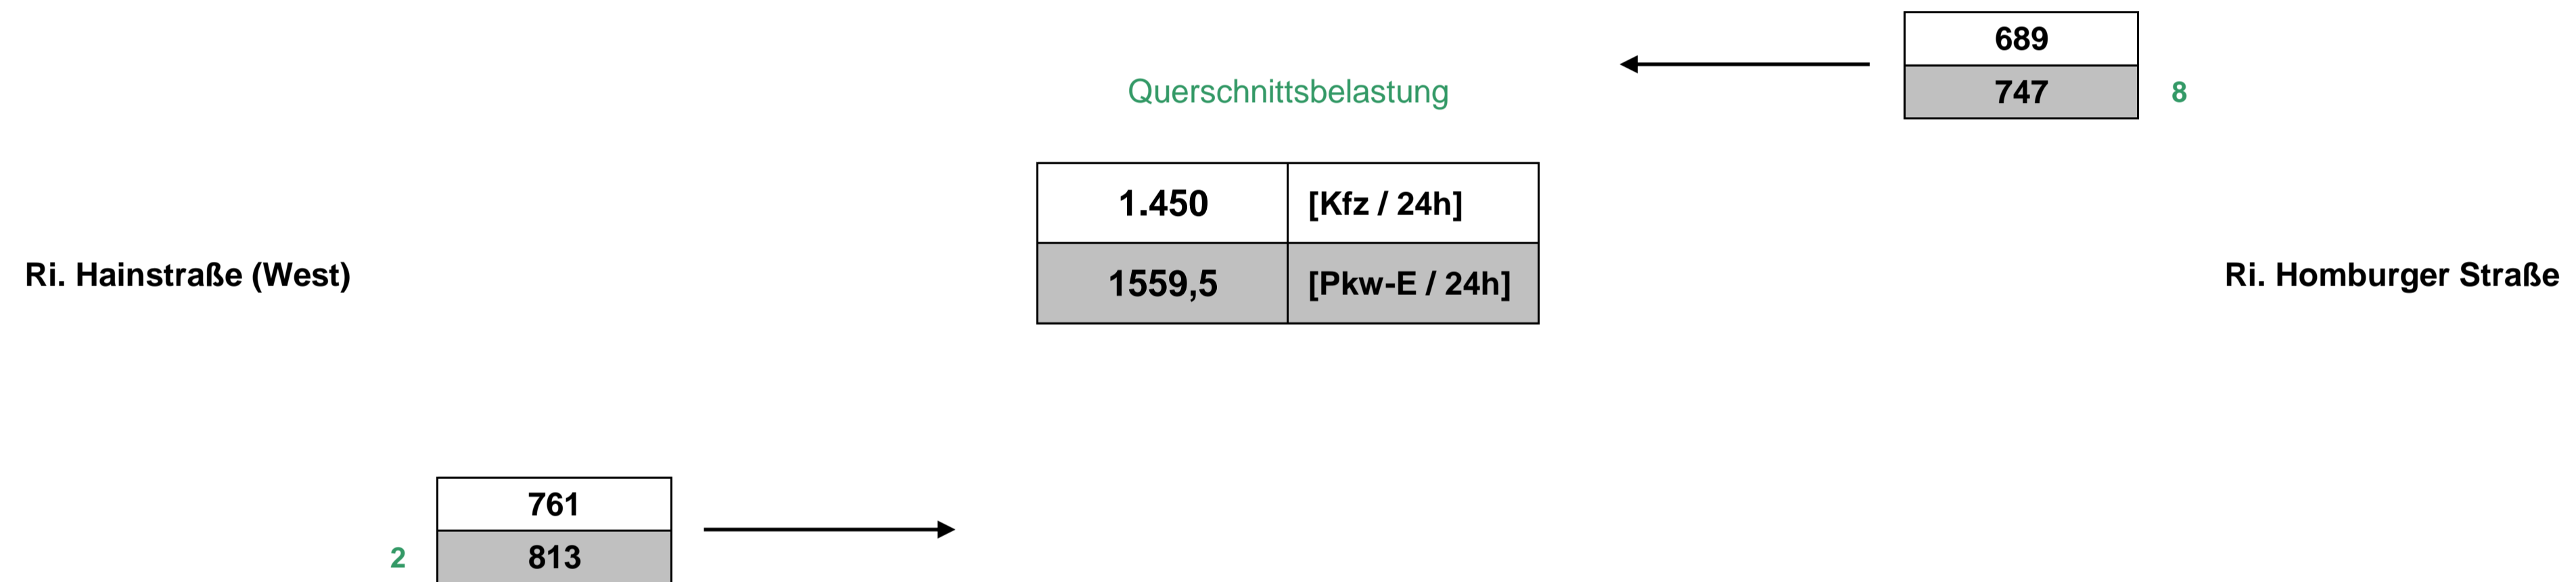 689
747 8
Querschnittsbelastung
1.450 [Kfz / 24h]
1559,5 [Pkw-E / 24h]
Ri. Hainstraße (West)
Ri. Homburger Straße
761
2 813